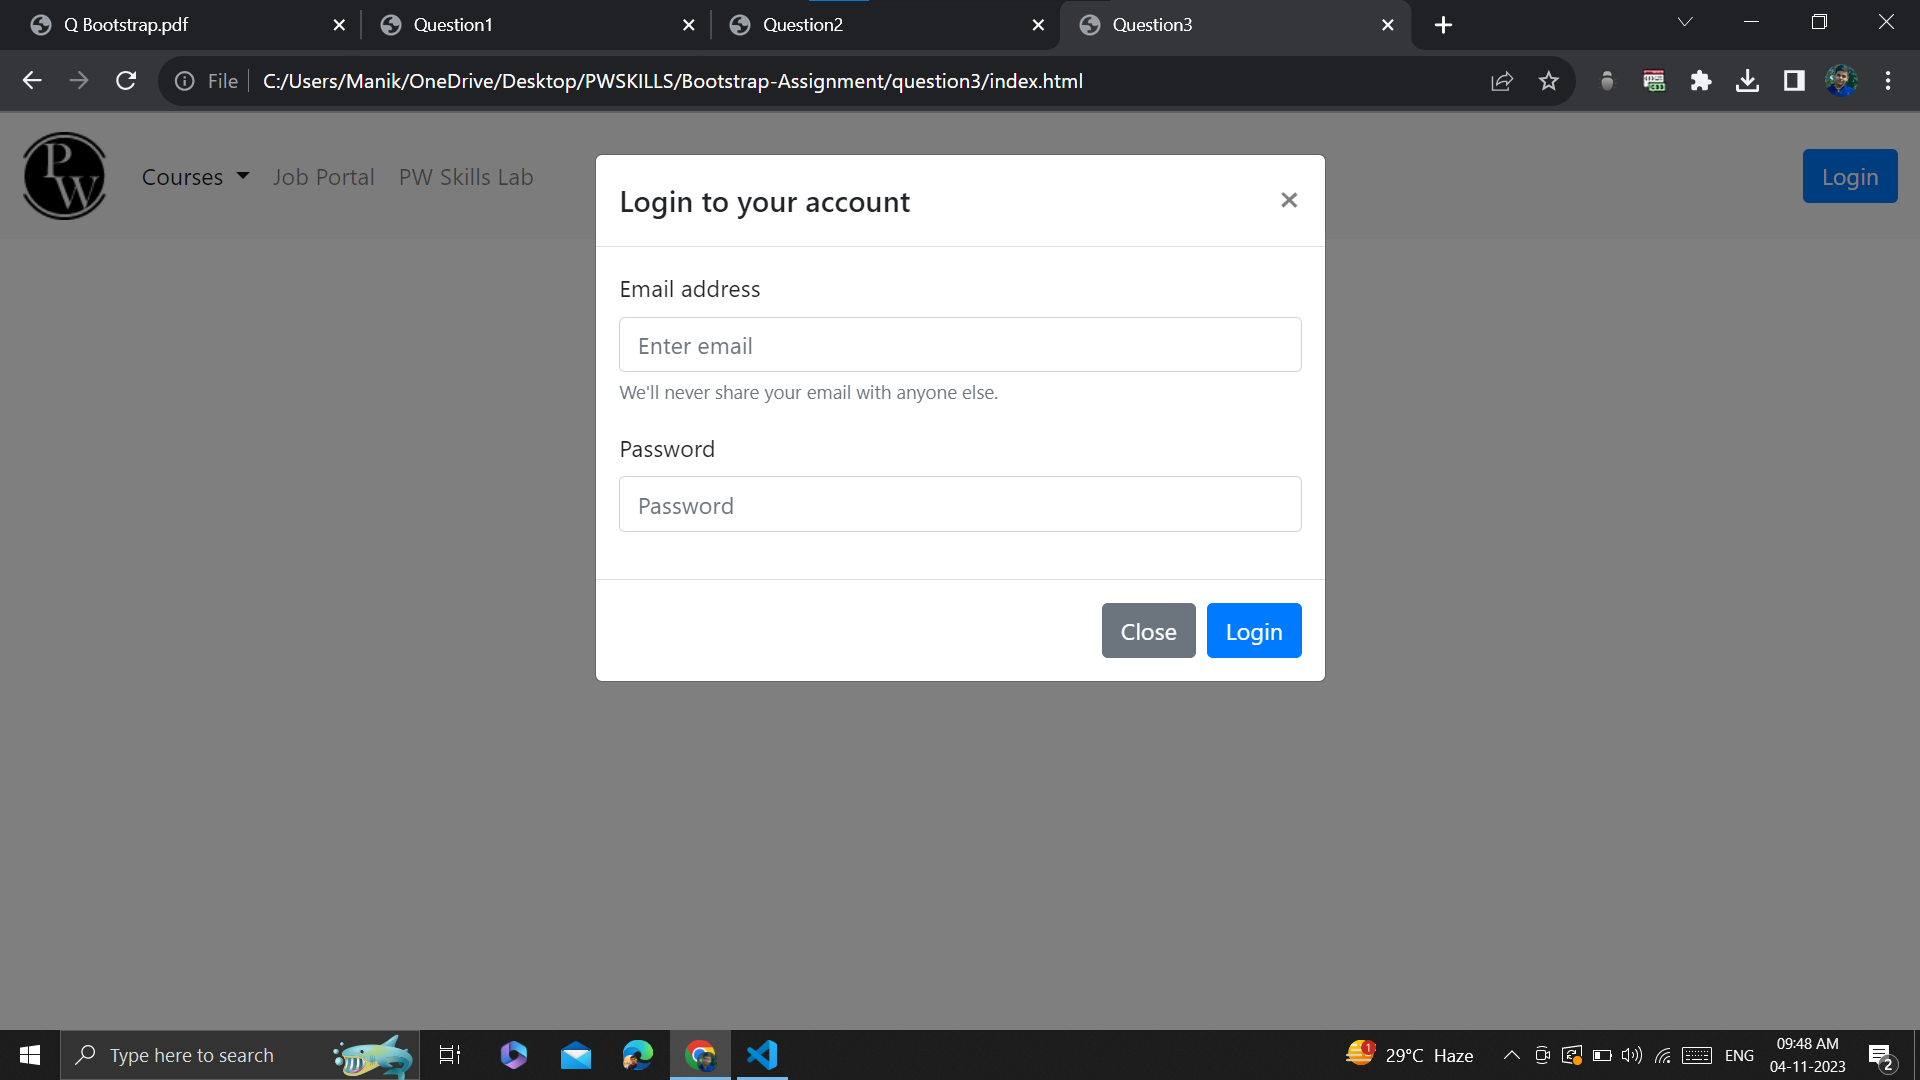 Q Bootstrap.pdf
Question1
Question2
Question3
File
C:/Users/Manik/OneDrive/Desktop/PWSKILLS/Bootstrap-Assignment/question3/index.html
PW
Courses
Job Portal
PW Skills Lab
Login
Login to your account
×
Email address
Enter email
We'll never share your email with anyone else.
Password
Password
Close
Login
Type here to search
1
29°C Haze
ENG
09:48 AM
04-11-2023
2